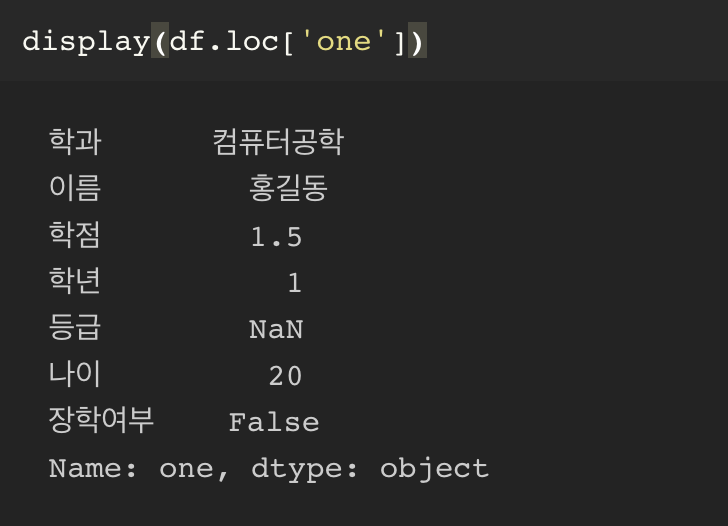 display(df.loc['one'])
학과 컴퓨터공학
이름 홍길동
학점 1.5
학년 1
등급 NaN
나이 20
장학여부 False
Name: one, dtype: object